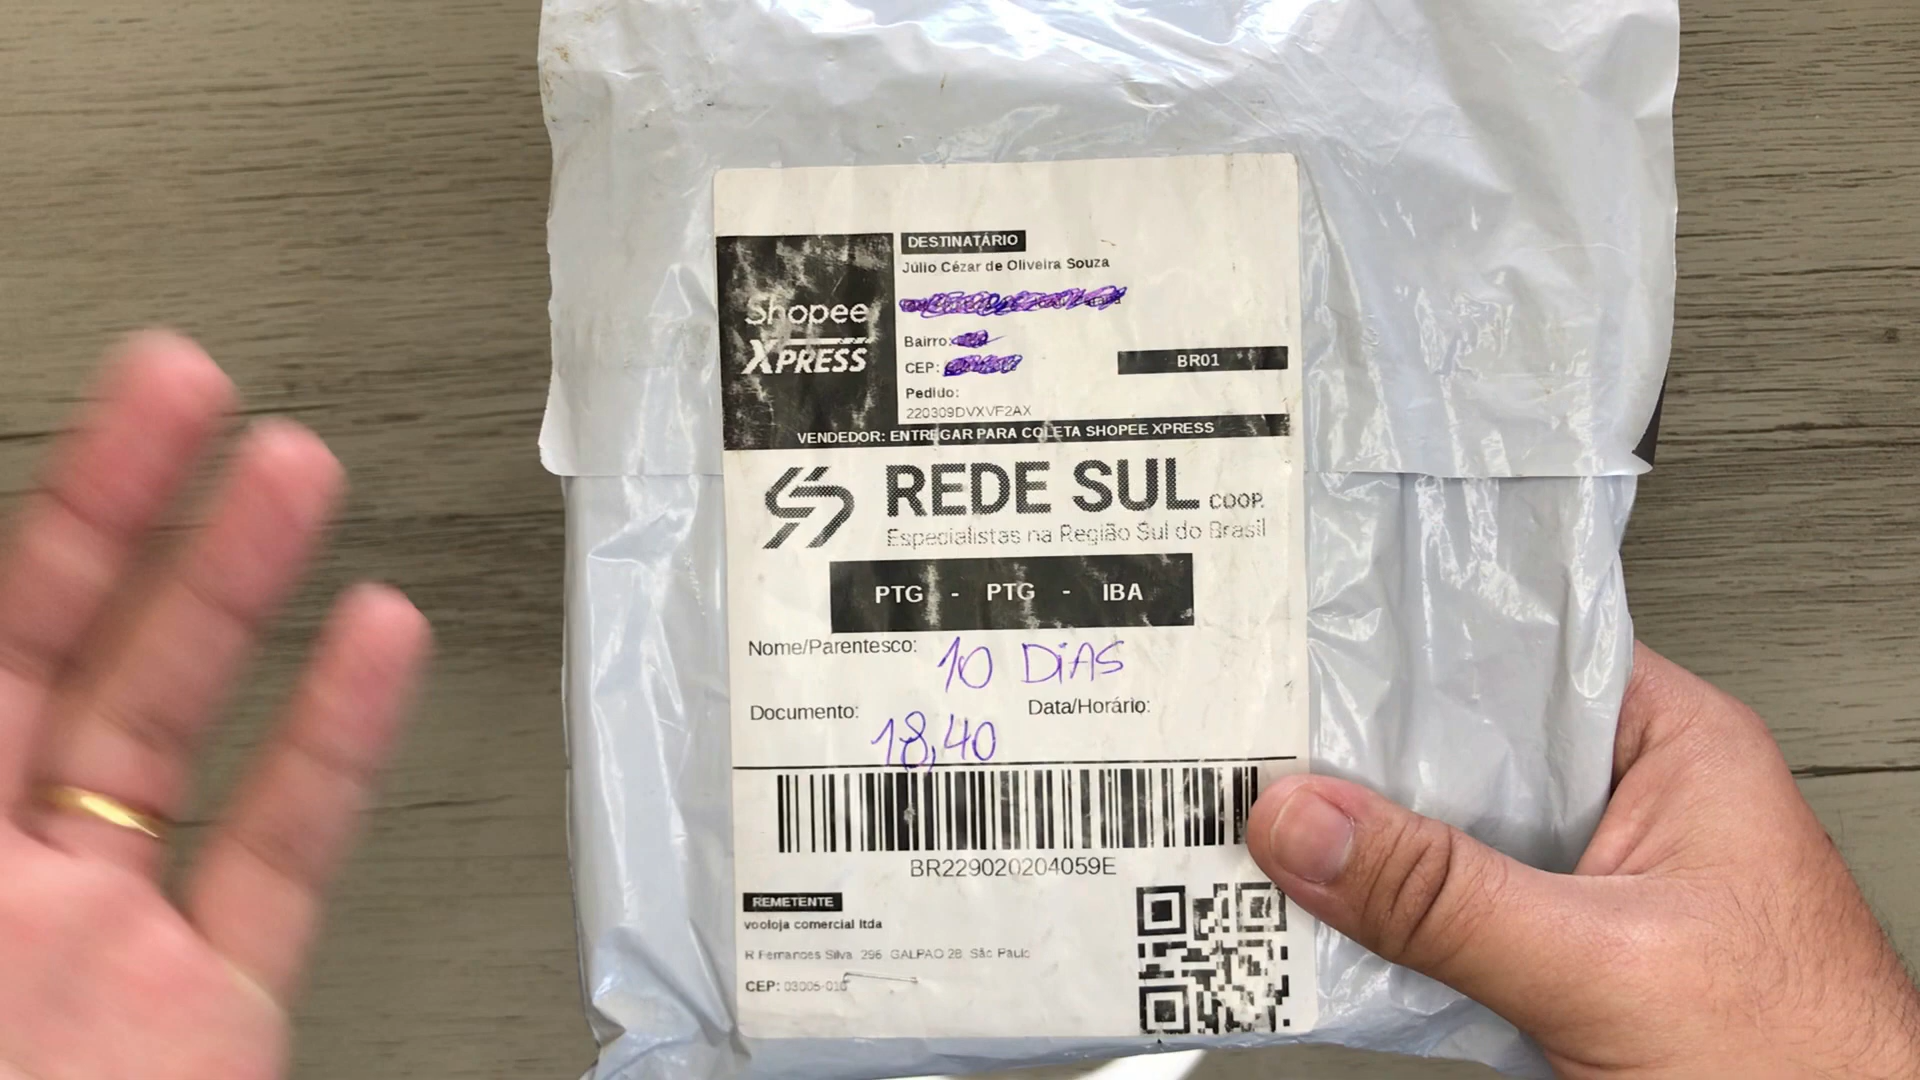 DESTINATÁRIO
Júlio Cézar de Oliveira Souza
Shopee
XPRESS
Bairro:
CEP:
BR01
Pedido:
220309DVXVF2AX
VENDEDOR: ENTREGAR PARA COLETA SHOPEE XPRESS
REDE SUL COOP.
Especialistas na Região Sul do Brasil
PTG - PTG - IBA
Nome/Parentesco: 10 DiAS
Documento: 18,40 Data/Horário:
BR229020204059E
REMETENTE
vooloja comercial ltda
R Fernandes Silva 296 GALPAO 28 São Paulo
CEP: 03005-010